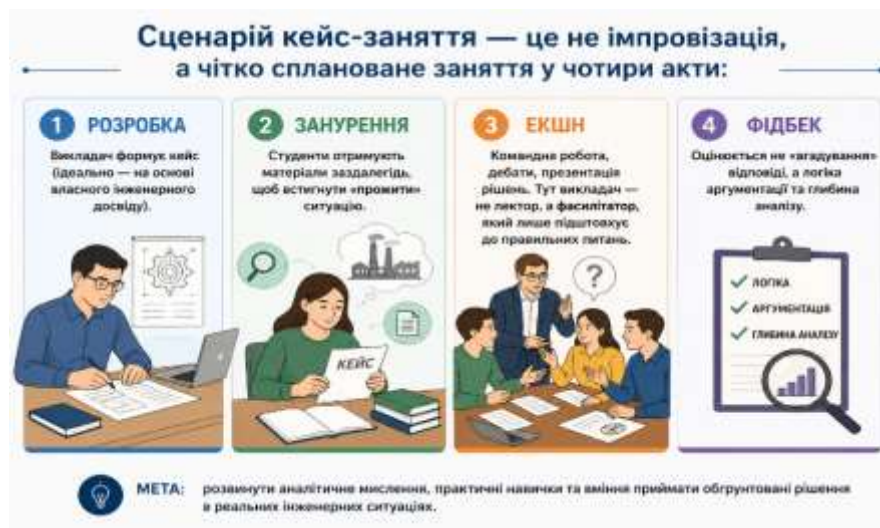 Сценарій кейс-заняття — це не імпровізація,
а чітко сплановане заняття у чотири акти:
1 РОЗРОБКА
Викладач формує кейс
(ідеально — на основі
власного інженерного
досвіду).
2 ЗАНУРЕННЯ
Студенти отримують
матеріали заздалегідь,
щоб встигнути «прожити»
ситуацію.
КЕЙС
3 ЕКШН
Командна робота,
дебати, презентація
рішень. Тут викладач —
не лектор, а фасилітатор,
який лише підштовхує
до правильних питань.
?
4 ФІДБЕК
Оцінюється не «вгадування»
відповіді, а логіка
аргументації та глибина
аналізу.
ЛОГІКА
АРГУМЕНТАЦІЯ
ГЛИБИНА АНАЛІЗУ
МЕТА: розвинути аналітичне мислення, практичні навички та вміння приймати обґрунтовані рішення
в реальних інженерних ситуаціях.